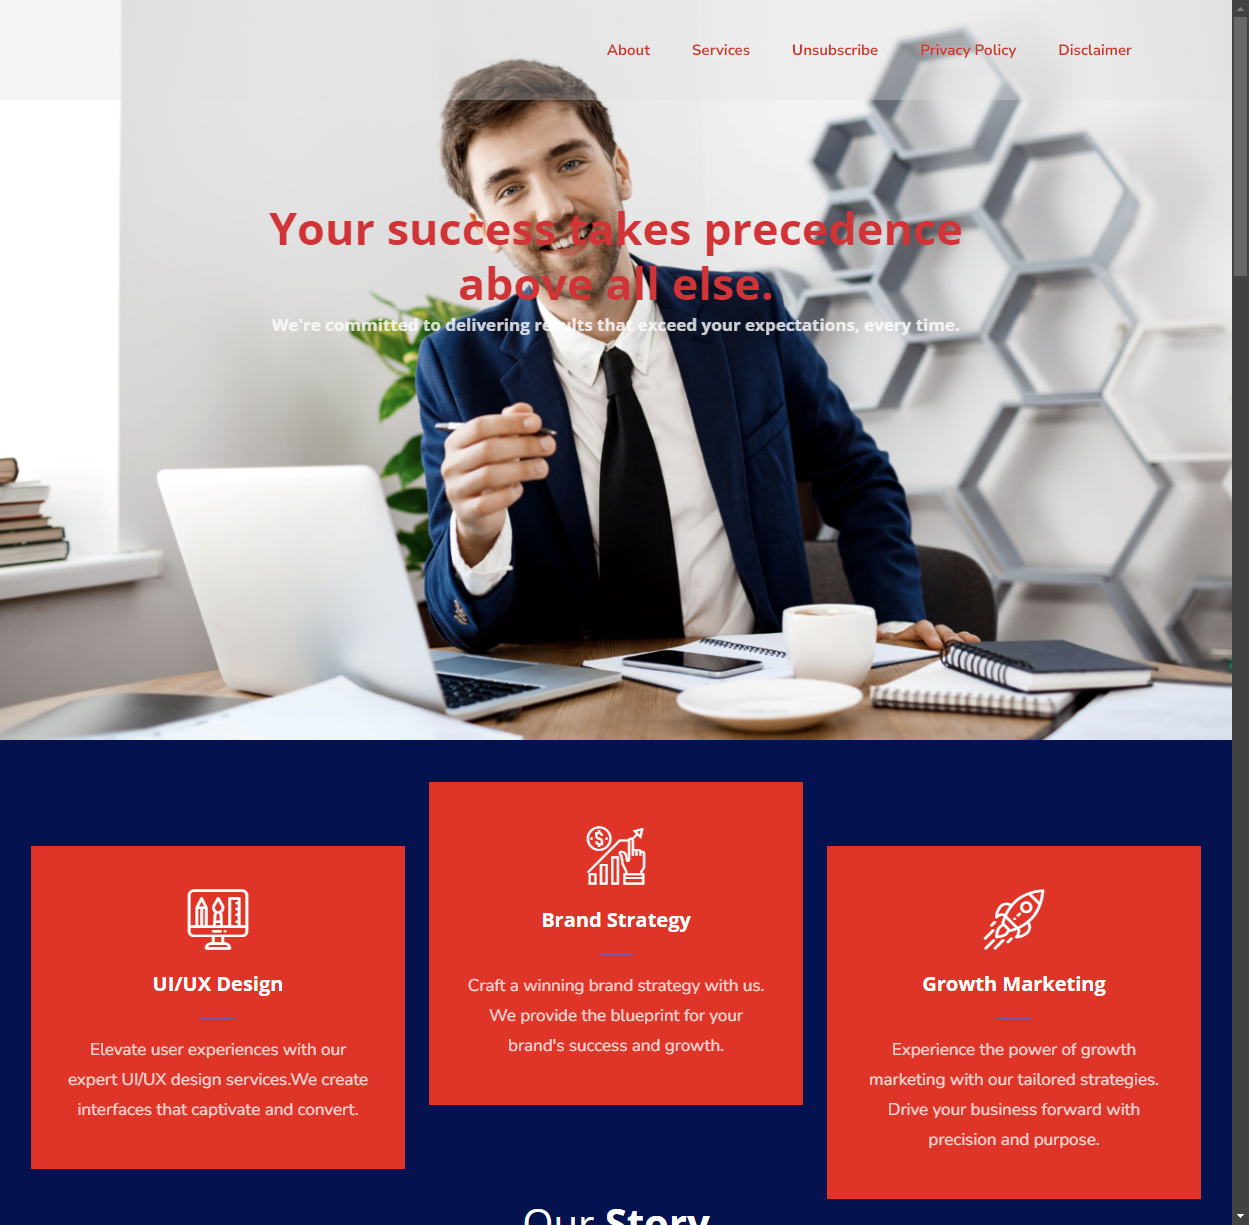 About
Services
Unsubscribe
Privacy Policy
Disclaimer
Your success takes precedence
above all else.
We're committed to delivering results that exceed your expectations, every time.
UI/UX Design
Elevate user experiences with our
expert UI/UX design services.We create
interfaces that captivate and convert.
Brand Strategy
Craft a winning brand strategy with us.
We provide the blueprint for your
brand's success and growth.
Growth Marketing
Experience the power of growth
marketing with our tailored strategies.
Drive your business forward with
precision and purpose.
Our Story